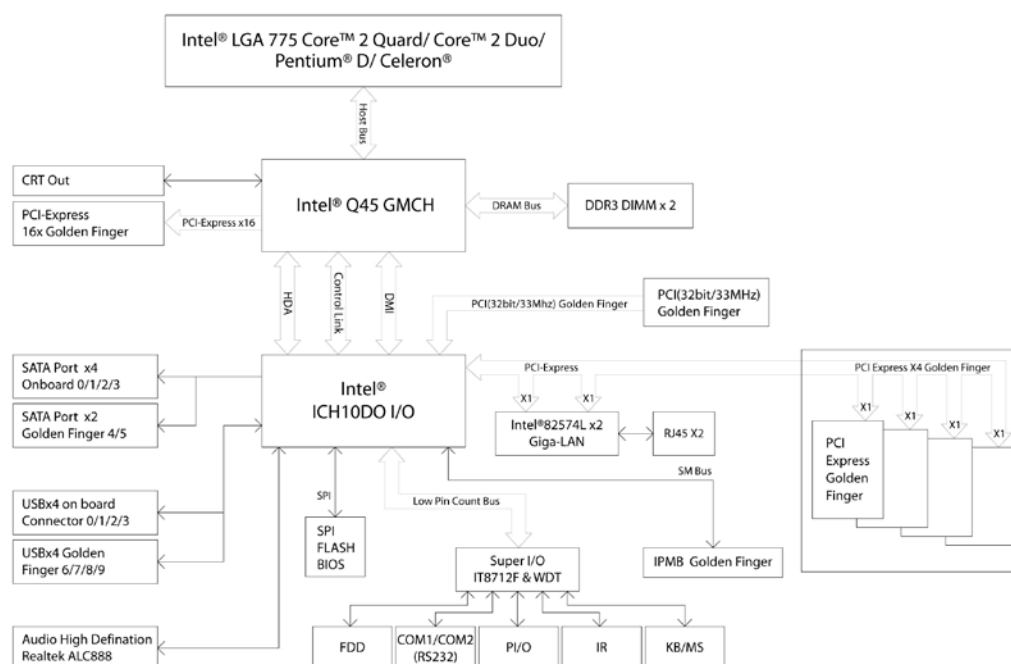 Intel® LGA 775 Core™ 2 Quard/ Core™ 2 Duo/
Pentium® D/ Celeron®
Host Bus
CRT Out
Intel® Q45 GMCH
DRAM Bus
DDR3 DIMM x 2
PCI-Express
16x Golden Finger
PCI-Express x16
HDA
Control Link
DMI
PCI(32bit/33Mhz) Golden Finger
PCI(32bit/33MHz)
Golden Finger
SATA Port x4
Onboard 0/1/2/3
SATA Port x2
Golden Finger 4/5
Intel®
ICH10DO I/O
PCI-Express
X1
X1
Intel®82574L x2
Giga-LAN
RJ45 X2
PCI Express X4 Golden Finger
X1
X1
X1
X1
PCI
Express
Golden
Finger
SM Bus
USBx4 on board
Connector 0/1/2/3
USBx4 Golden
Finger 6/7/8/9
SPI
SPI
FLASH
BIOS
Low Pin Count Bus
Super I/O
IT8712F & WDT
IPMB Golden Finger
Audio High Defination
Realtek ALC888
FDD
COM1/COM2
(RS232)
PI/O
IR
KB/MS